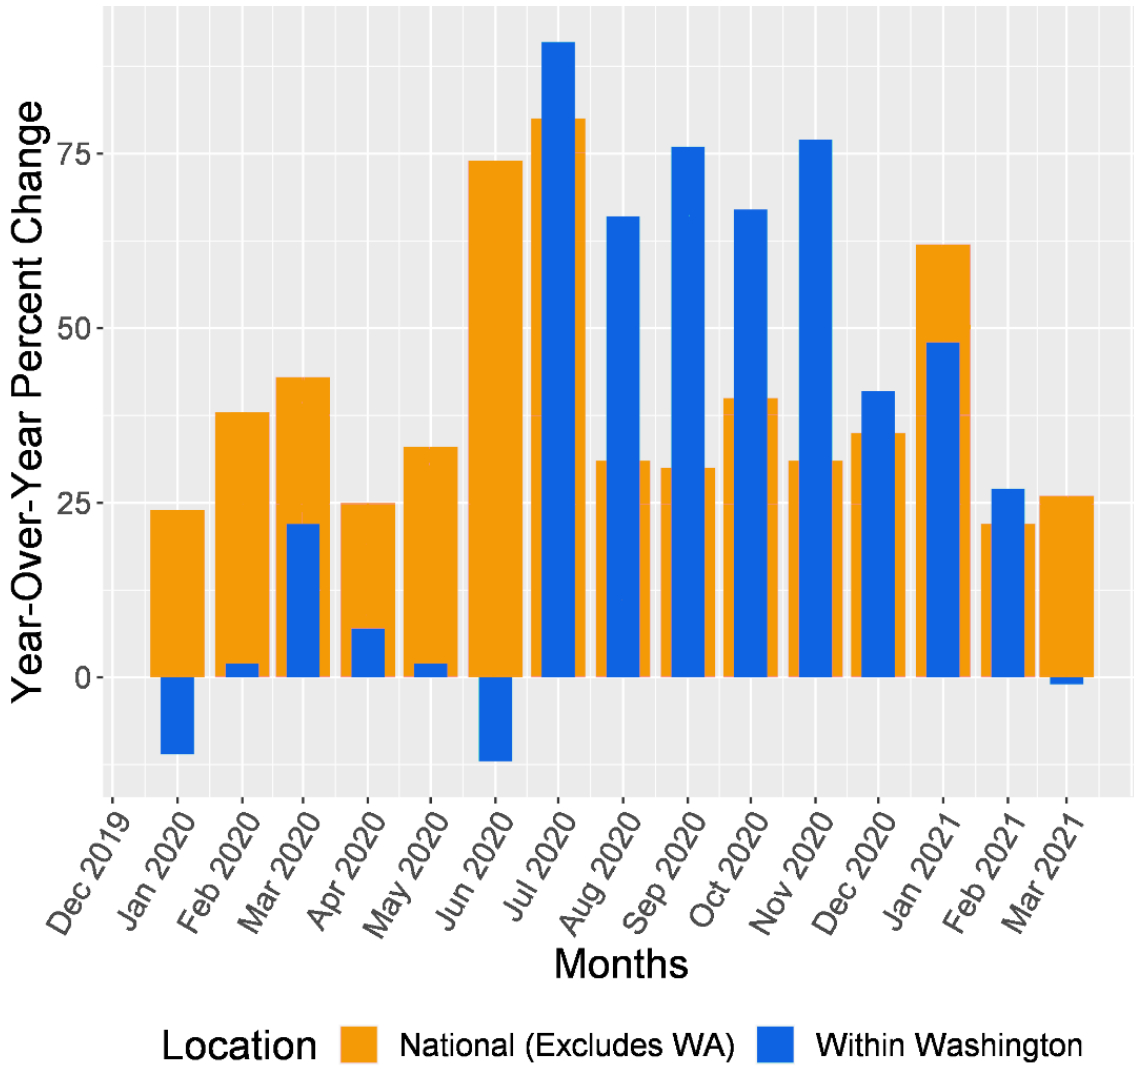 Year-Over-Year Percent Change
75
50
25
0
Dec 2019
Jan 2020
Feb 2020
Mar 2020
Apr 2020
May 2020
Jun 2020
Jul 2020
Aug 2020
Sep 2020
Oct 2020
Nov 2020
Dec 2020
Jan 2021
Feb 2021
Mar 2021
Months
Location National (Excludes WA) Within Washington